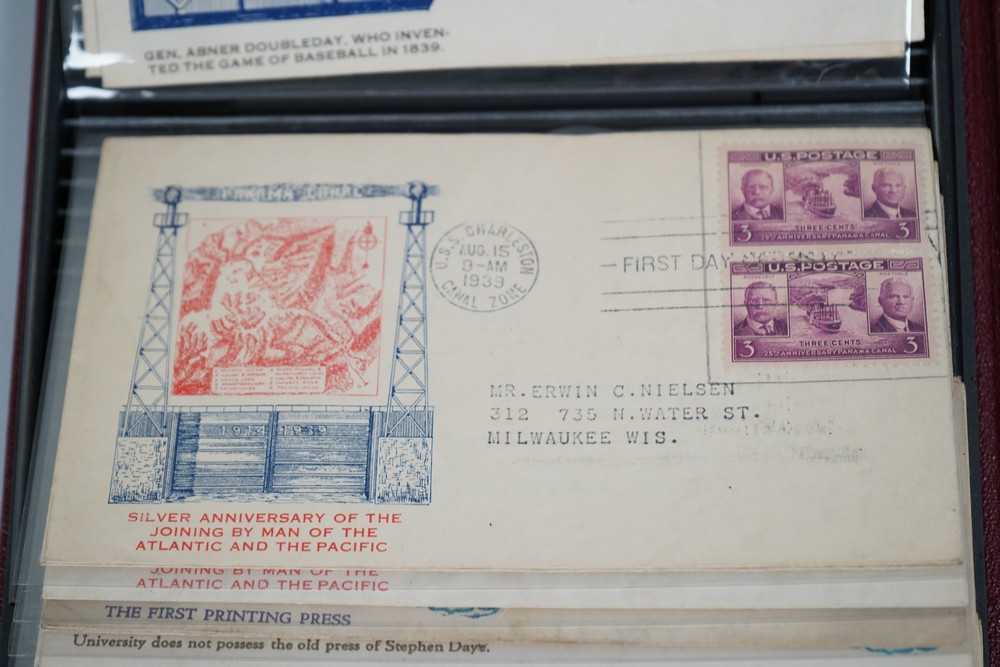 GEN. ABNER DOUBLEDAY, WHO INVEN-
TED THE GAME OF BASEBALL IN 1839.
PANAMA CANAL
U.S.S. CHARLESTON
AUG. 15
9-AM
1939
CANAL ZONE
FIRST DAY
U.S. POSTAGE
THREE CENTS
3 25TH ANNIVERSARY PANAMA CANAL 3
U.S. POSTAGE
ROOSEVELT
GOETHALS
THREE CENTS
3 25TH ANNIVERSARY PANAMA CANAL 3
MR. ERWIN C. NIELSEN
312 735 N. WATER ST.
MILWAUKEE WIS.
1914 1939
SILVER ANNIVERSARY OF THE
JOINING BY MAN OF THE
ATLANTIC AND THE PACIFIC
JOINING BY MAN OF THE
ATLANTIC AND THE PACIFIC
THE FIRST PRINTING PRESS
University does not possess the old press of Stephen Daye.